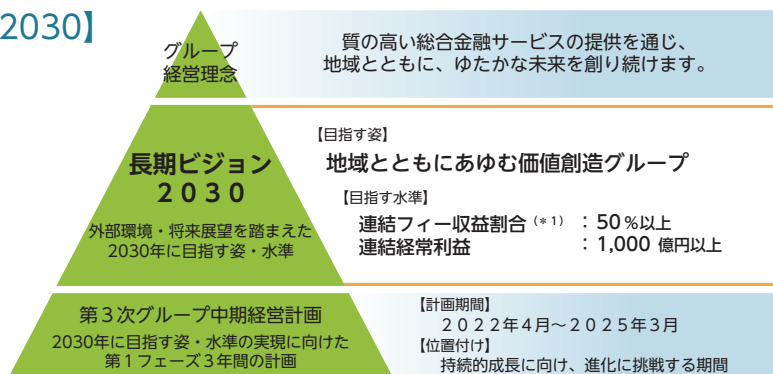 2030】
グループ
経営理念
質の高い総合金融サービスの提供を通じ、
地域とともに、ゆたかな未来を創り続けます。
長期ビジョン
２０３０
外部環境・将来展望を踏まえた
2030年に目指す姿・水準
【目指す姿】
地域とともにあゆむ価値創造グループ
【目指す水準】
連結フィー収益割合（＊1）：50％以上
連結経常利益：1,000 億円以上
第３次グループ中期経営計画
2030年に目指す姿・水準の実現に向けた
第１フェーズ３年間の計画
【計画期間】
２０２２年４月～２０２５年３月
【位置付け】
持続的成長に向け、進化に挑戦する期間